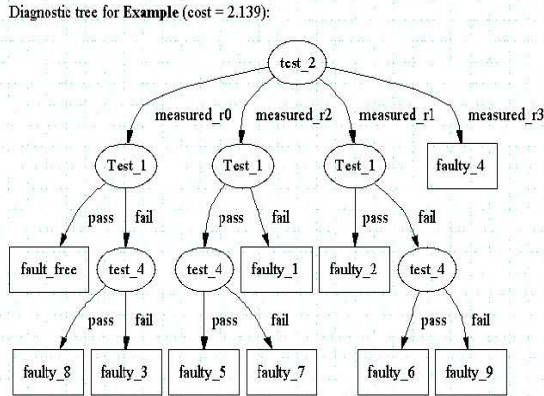 Diagnostic tree for Example (cost = 2.139):
test_2
measured_r0 measured_r2 measured_r1 measured_r3
Test_1 Test_1 Test_1 faulty_4
pass fail pass fail pass fail
fault_free test_4 test_4 faulty_1 faulty_2 test_4
pass fail pass fail pass fail
faulty_8 faulty_3 faulty_5 faulty_7 faulty_6 faulty_9